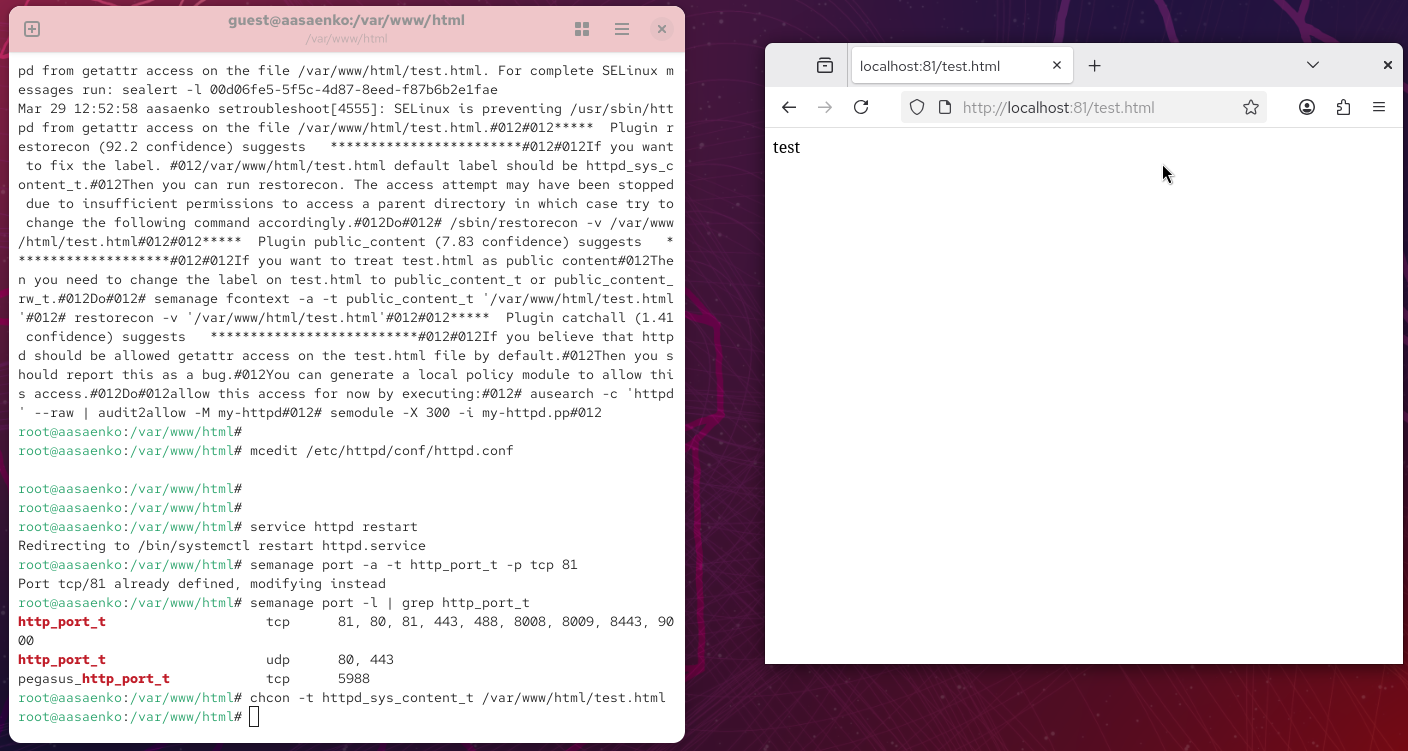 guest@aasaenko:/var/www/html
/var/www/html
pd from getattr access on the file /var/www/html/test.html. For complete SELinux m
essages run: sealert -l 00d06fe5-5f5c-4d87-8eed-f87b6b2e1fae
Mar 29 12:52:58 aasaenko setroubleshoot[4555]: SELinux is preventing /usr/sbin/htt
pd from getattr access on the file /var/www/html/test.html.#012#012*****  Plugin r
estorecon (92.2 confidence) suggests   ************************#012#012If you want
 to fix the label. #012/var/www/html/test.html default label should be httpd_sys_c
ontent_t.#012Then you can run restorecon. The access attempt may have been stopped
 due to insufficient permissions to access a parent directory in which case try to
 change the following command accordingly.#012Do#012# /sbin/restorecon -v /var/www
/html/test.html#012#012*****  Plugin public_content (7.83 confidence) suggests   *
*******************#012#012If you want to treat test.html as public content#012The
n you need to change the label on test.html to public_content_t or public_content_
rw_t.#012Do#012# semanage fcontext -a -t public_content_t '/var/www/html/test.html
'#012# restorecon -v '/var/www/html/test.html'#012#012*****  Plugin catchall (1.41
 confidence) suggests   **************************#012#012If you believe that http
d should be allowed getattr access on the test.html file by default.#012Then you s
hould report this as a bug.#012You can generate a local policy module to allow thi
s access.#012Do#012allow this access for now by executing:#012# ausearch -c 'httpd
' --raw | audit2allow -M my-httpd#012# semodule -X 300 -i my-httpd.pp#012
root@aasaenko:/var/www/html#
root@aasaenko:/var/www/html# mcedit /etc/httpd/conf/httpd.conf
root@aasaenko:/var/www/html#
root@aasaenko:/var/www/html#
root@aasaenko:/var/www/html# service httpd restart
Redirecting to /bin/systemctl restart httpd.service
root@aasaenko:/var/www/html# semanage port -a -t http_port_t -p tcp 81
Port tcp/81 already defined, modifying instead
root@aasaenko:/var/www/html# semanage port -l | grep http_port_t
http_port_t                    tcp      81, 80, 81, 443, 488, 8008, 8009, 8443, 90
00
http_port_t                    udp      80, 443
pegasus_http_port_t            tcp      5988
root@aasaenko:/var/www/html# chcon -t httpd_sys_content_t /var/www/html/test.html
root@aasaenko:/var/www/html#
localhost:81/test.html
http://localhost:81/test.html
test